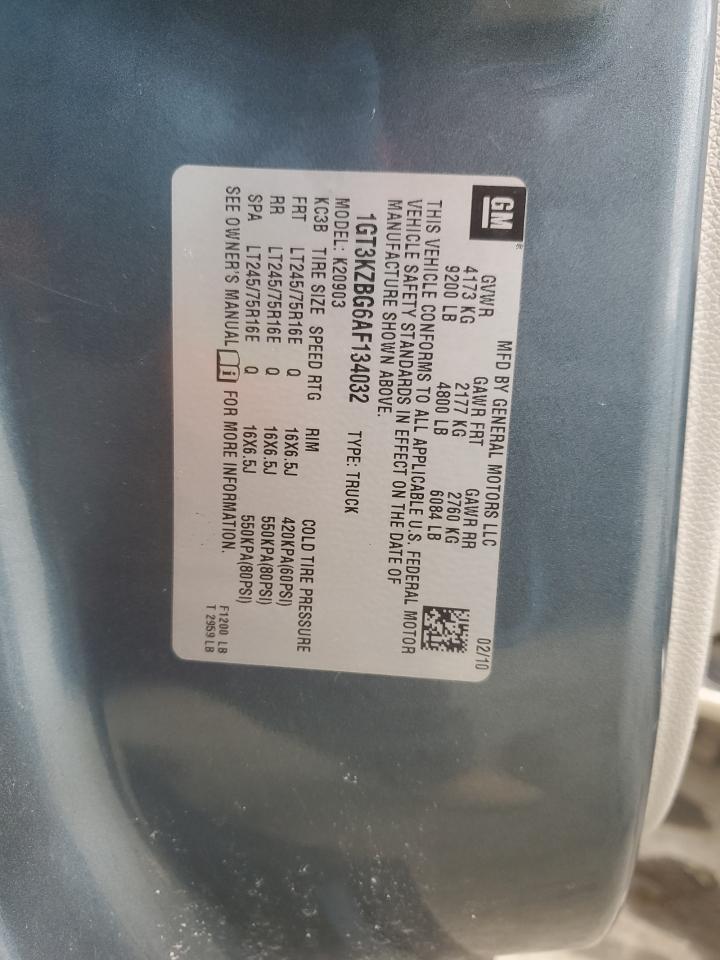 GM
®
MFD BY GENERAL MOTORS LLC 02/10
GVWR GAWR FRT GAWR RR
4173 KG 2177 KG 2760 KG
9200 LB 4800 LB 6084 LB
THIS VEHICLE CONFORMS TO ALL APPLICABLE U.S. FEDERAL MOTOR
VEHICLE SAFETY STANDARDS IN EFFECT ON THE DATE OF
MANUFACTURE SHOWN ABOVE.
1GT3KZBG6AF134032 TYPE: TRUCK
MODEL: K20903
KC3B TIRE SIZE SPEED RTG RIM COLD TIRE PRESSURE
FRT LT245/75R16E Q 16X6.5J 420KPA(60PSI)
RR LT245/75R16E Q 16X6.5J 550KPA(80PSI)
SPA LT245/75R16E Q 16X6.5J 550KPA(80PSI)
SEE OWNER'S MANUAL i FOR MORE INFORMATION.
F1200 LB
T 2959 LB